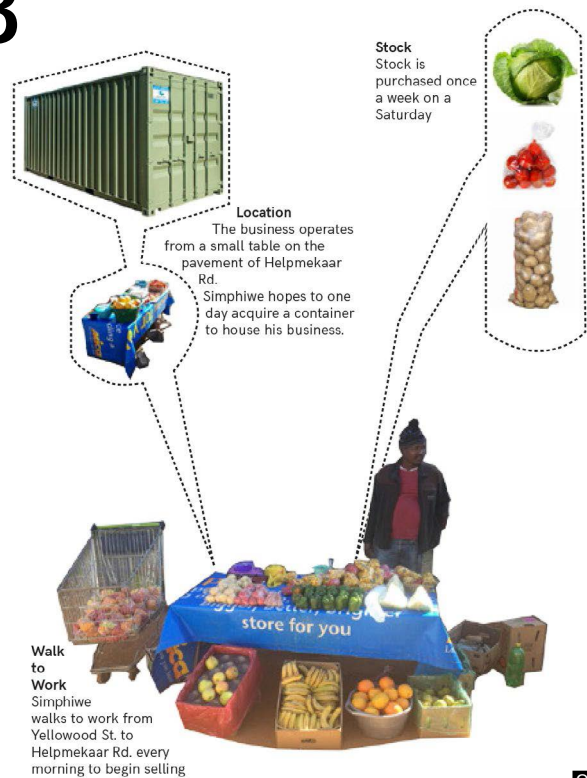 3
Stock
Stock is
purchased once
a week on a
Saturday
Location
The business operates
from a small table on the
pavement of Helpmekaar
Rd.
Simphiwe hopes to one
day acquire a container
to house his business.
store for you
Walk
to
Work
Simphiwe
walks to work from
Yellowood St. to
Helpmekaar Rd. every
morning to begin selling